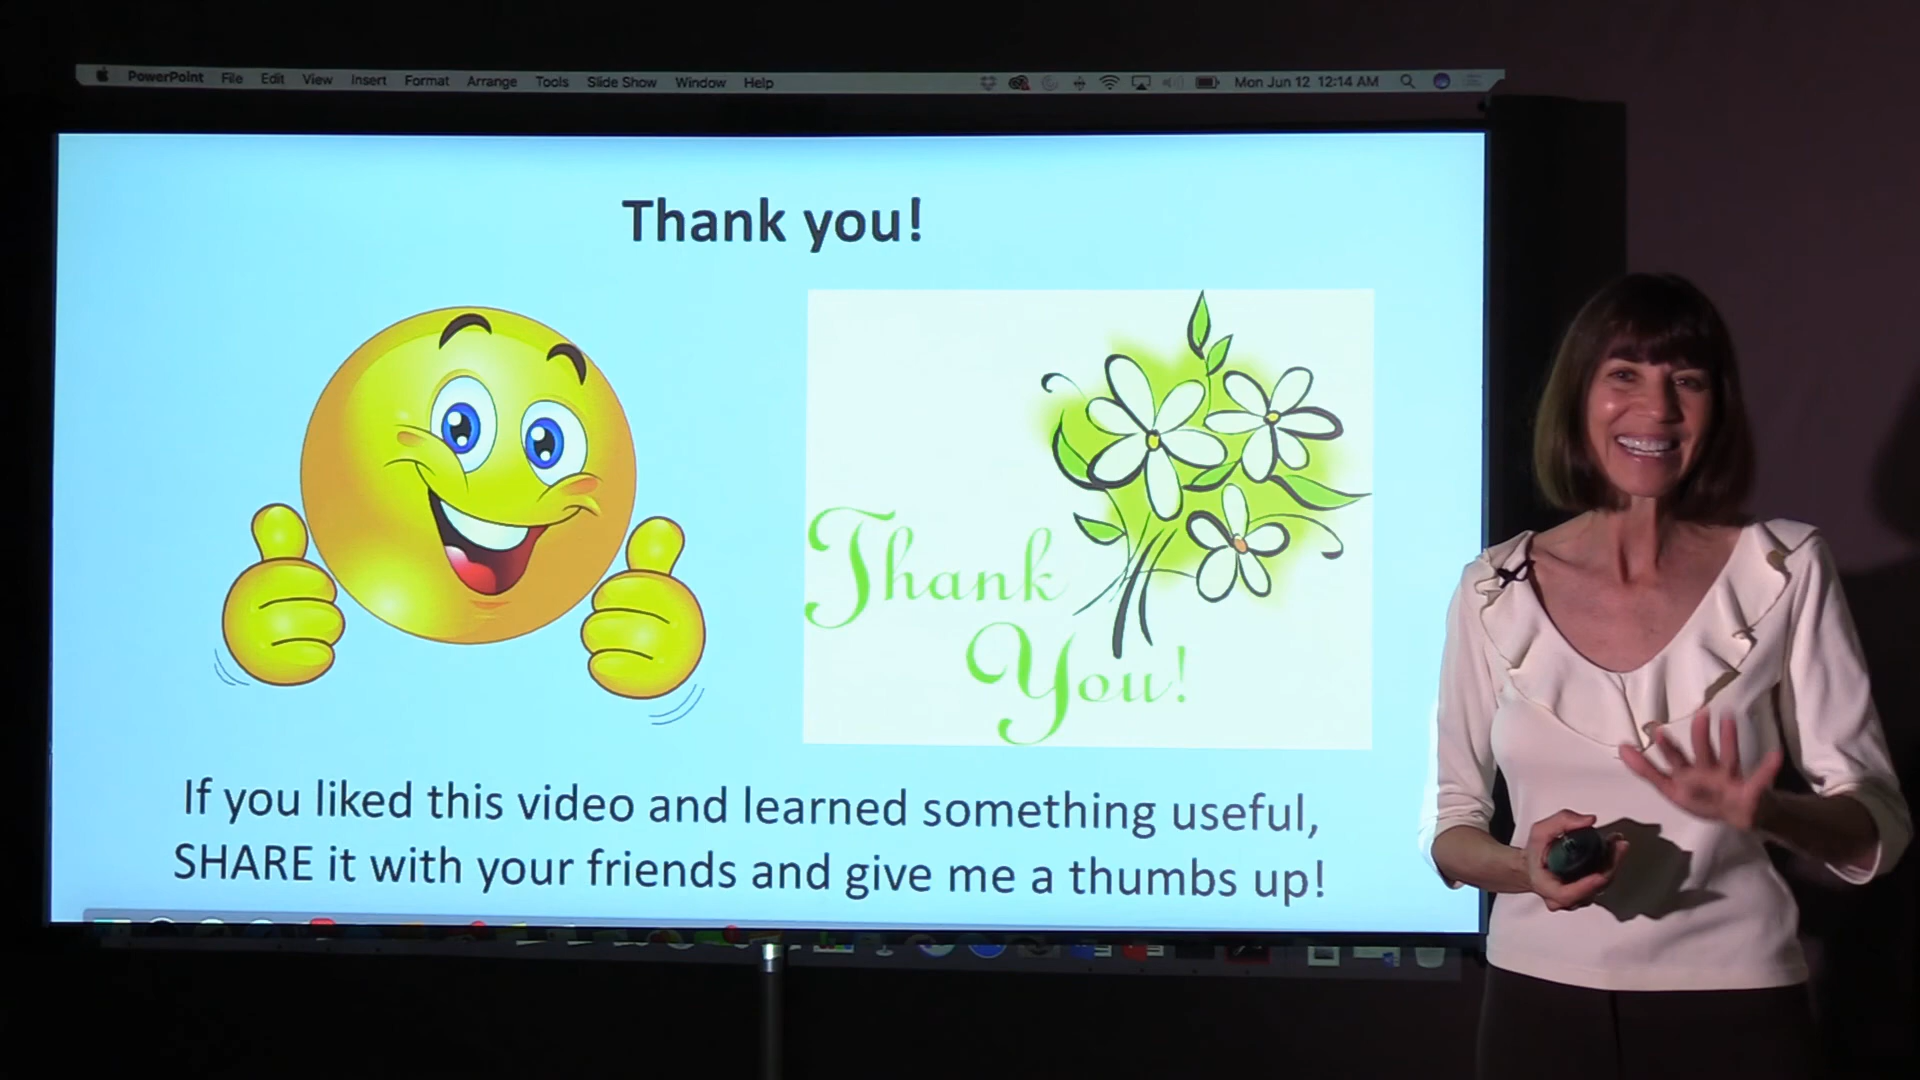 PowerPoint File Edit View Insert Format Arrange Tools Slide Show Window Help Mon Jun 12 12:14 AM
Thank you!
Thank
You!
If you liked this video and learned something useful,
SHARE it with your friends and give me a thumbs up!